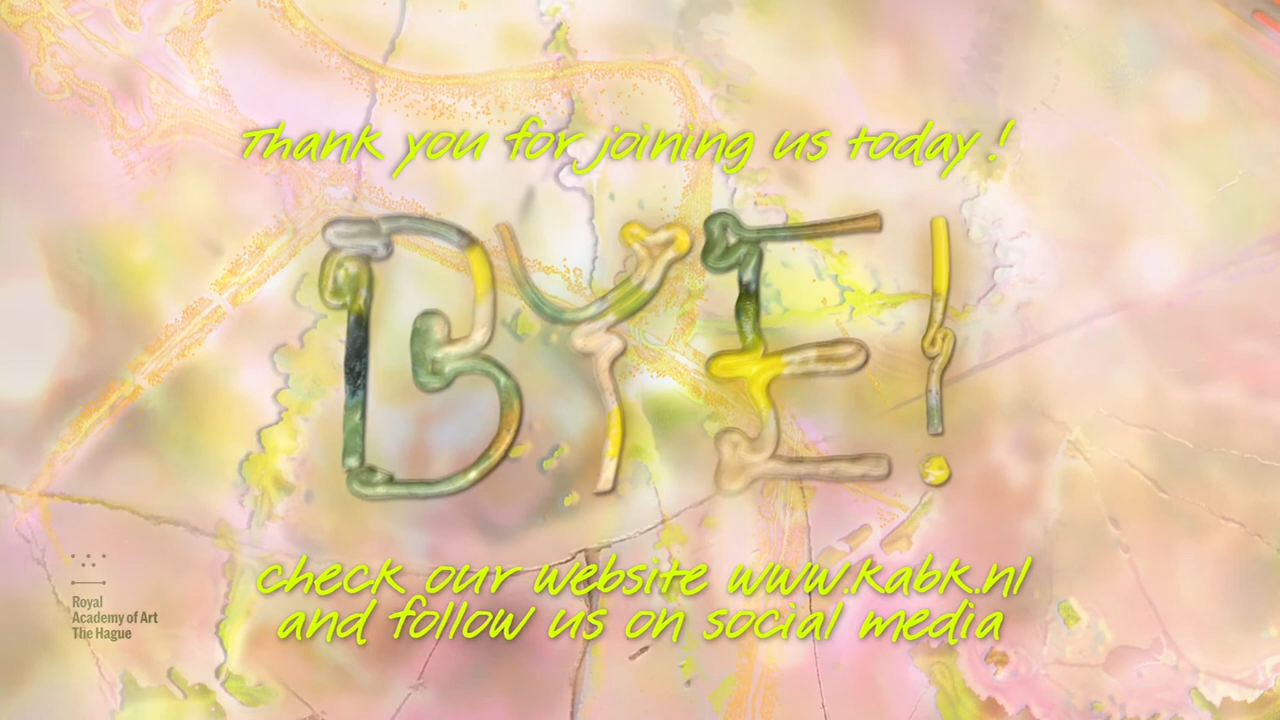 Thank you for joining us today!
BYE!
check our website www.kabk.nl
and follow us on social media
Royal
Academy of Art
The Hague